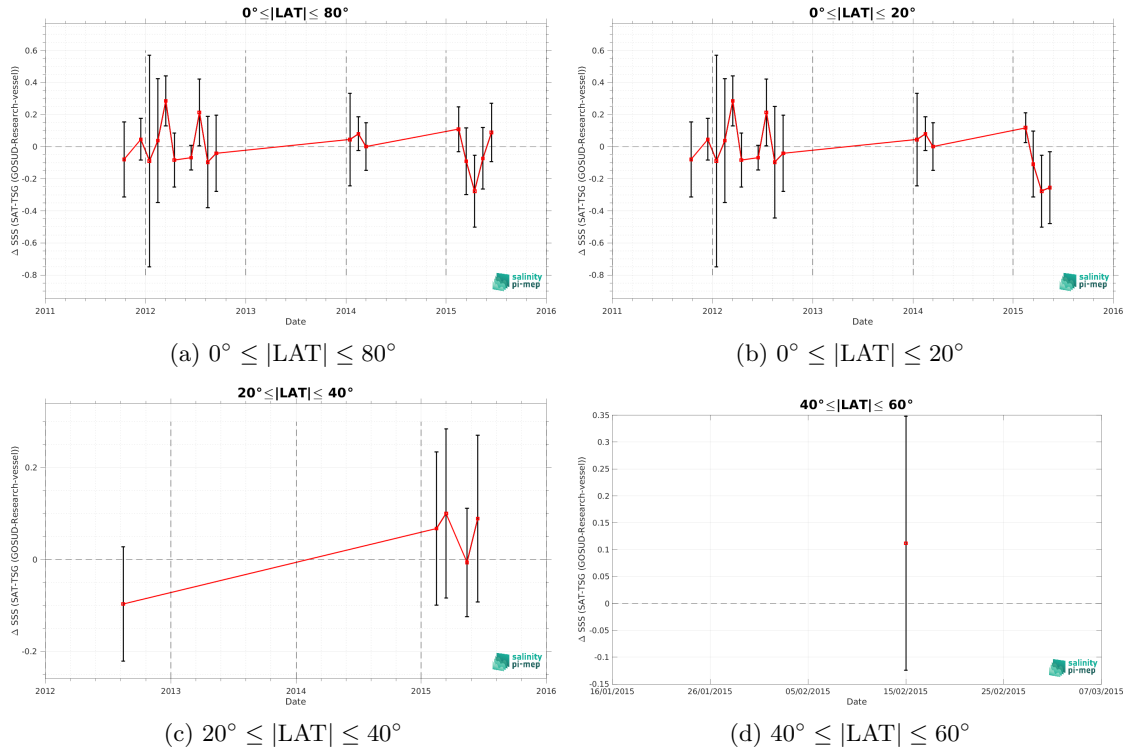 0°≤|LAT|≤ 80°
Δ SSS (SAT-TSG (GOSUD-Research-vessel))
0.6
0.4
0.2
0
-0.2
-0.4
-0.6
-0.8
2011 2012 2013 2014 2015 2016
Date
salinity
pi-mep
(a) 0° ≤ |LAT| ≤ 80°
0°≤|LAT|≤ 20°
Δ SSS (SAT-TSG (GOSUD-Research-vessel))
0.6
0.4
0.2
0
-0.2
-0.4
-0.6
-0.8
2011 2012 2013 2014 2015 2016
Date
salinity
pi-mep
(b) 0° ≤ |LAT| ≤ 20°
20°≤|LAT|≤ 40°
Δ SSS (SAT-TSG (GOSUD-Research-vessel))
0.2
0
-0.2
2012 2013 2014 2015 2016
Date
salinity
pi-mep
(c) 20° ≤ |LAT| ≤ 40°
40°≤|LAT|≤ 60°
Δ SSS (SAT-TSG (GOSUD-Research-vessel))
0.35
0.3
0.25
0.2
0.15
0.1
0.05
0
-0.05
-0.1
-0.15
16/01/2015 26/01/2015 05/02/2015 15/02/2015 25/02/2015 07/03/2015
Date
salinity
pi-mep
(d) 40° ≤ |LAT| ≤ 60°